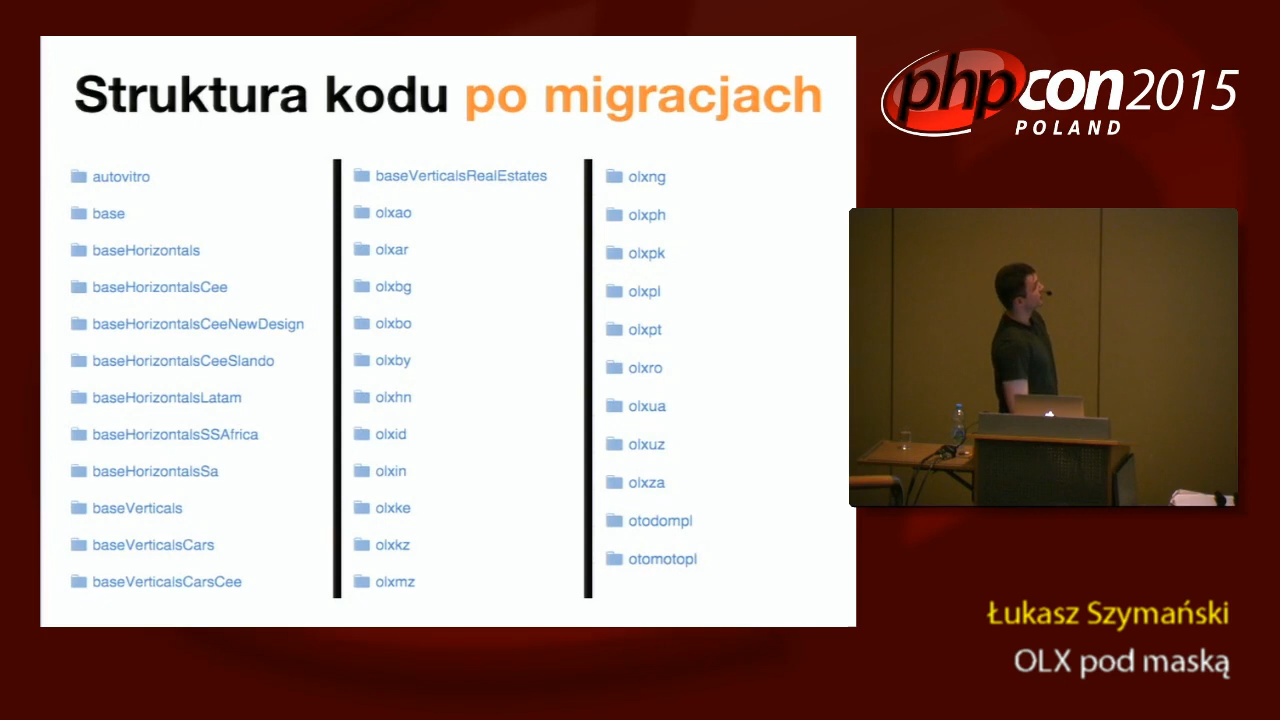 Struktura kodu po migracjach
autovitro
base
baseHorizontals
baseHorizontalsCee
baseHorizontalsCeeNewDesign
baseHorizontalsCeeSlando
baseHorizontalsLatam
baseHorizontalsSSAfrica
baseHorizontalsSa
baseVerticals
baseVerticalsCars
baseVerticalsCarsCee
baseVerticalsRealEstates
olxao
olxar
olxbg
olxbo
olxby
olxhn
olxid
olxin
olxke
olxkz
olxmz
olxng
olxph
olxpk
olxpl
olxpt
olxro
olxua
olxuz
olxza
otodompl
otomotopl
phpcon2015
POLAND
Łukasz Szymański
OLX pod maską